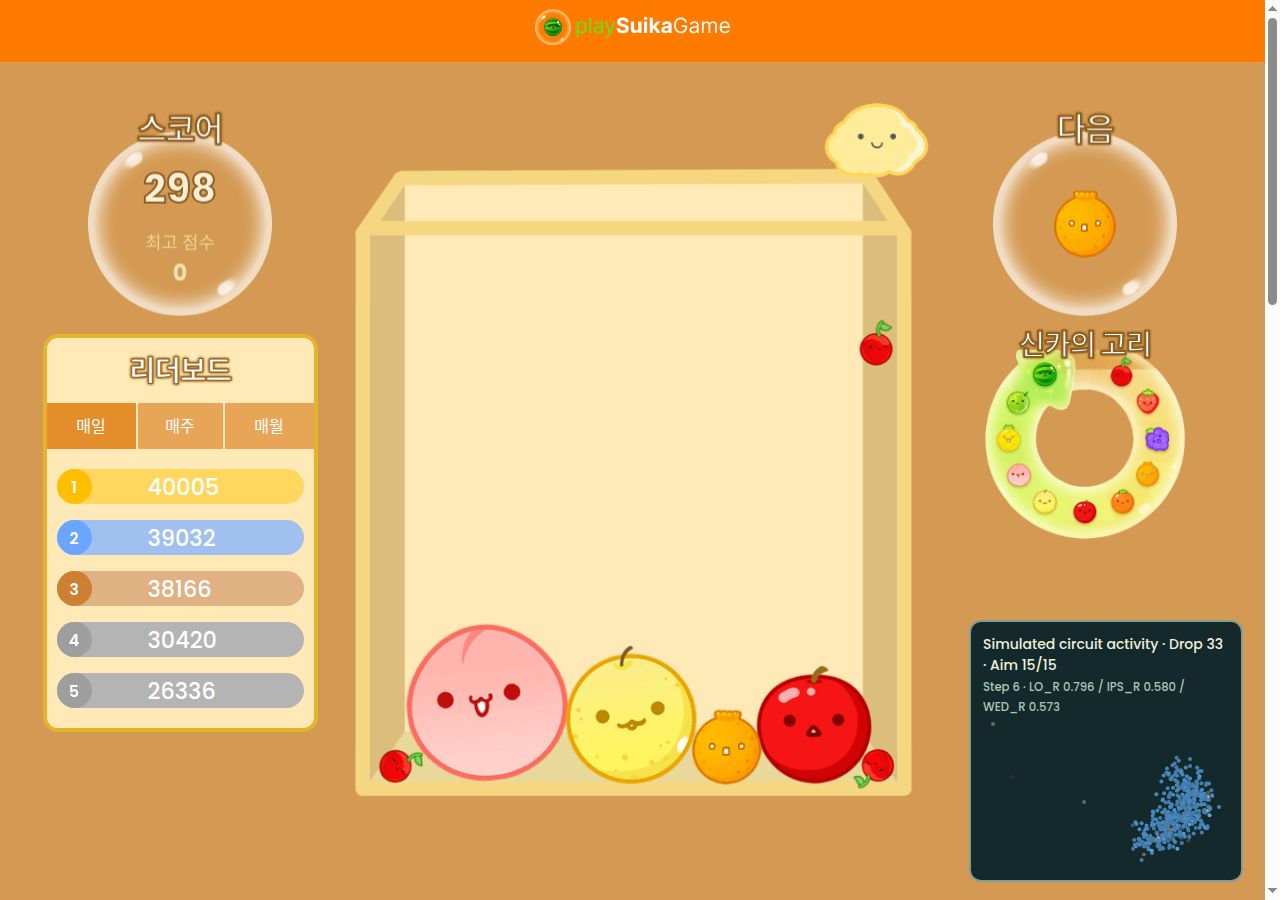 playSuikaGame
스코어
298
최고 점수
0
다음
리더보드
매일 매주 매월
1 40005
2 39032
3 38166
4 30420
5 26336
신카의 고리
Simulated circuit activity · Drop 33
· Aim 15/15
Step 6 · LO_R 0.796 / IPS_R 0.580 /
WED_R 0.573